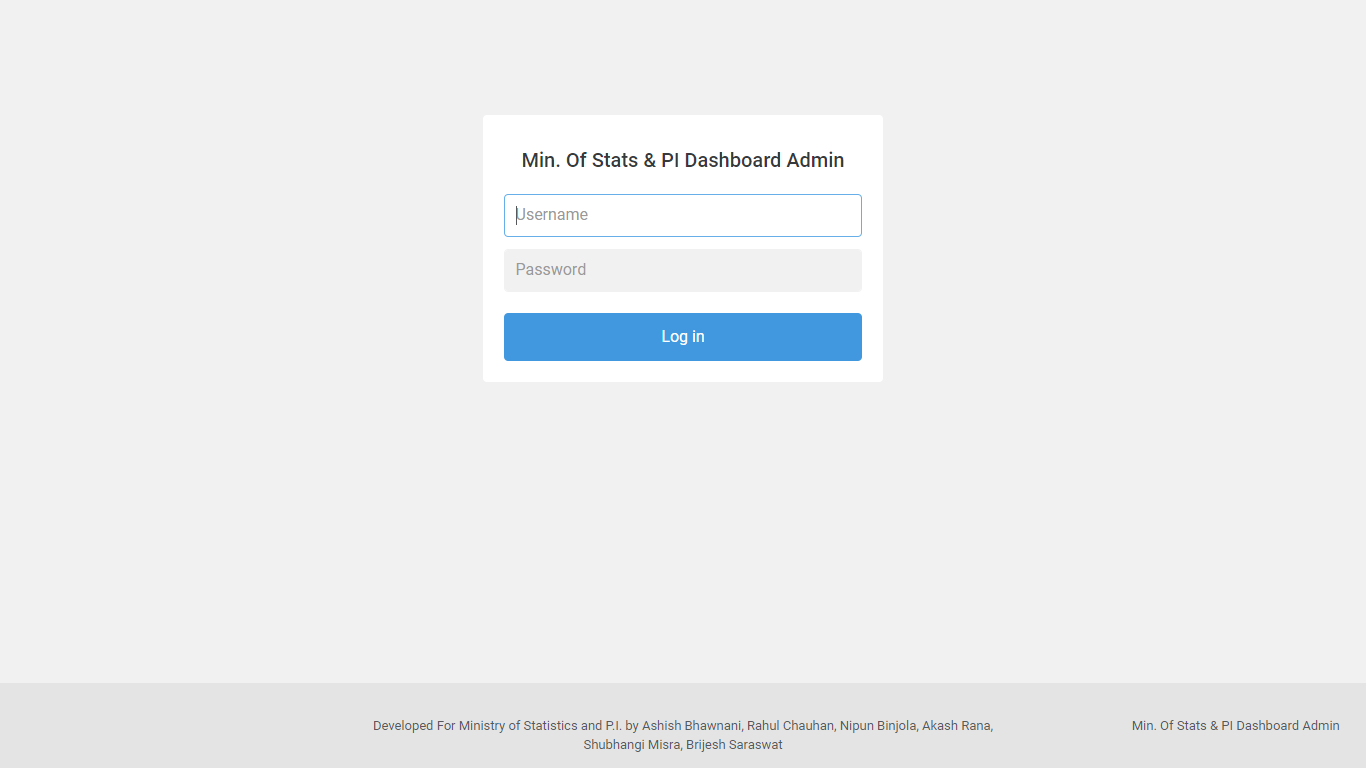 Min. Of Stats & PI Dashboard Admin
Username
Password
Log in
Developed For Ministry of Statistics and P.I. by Ashish Bhawnani, Rahul Chauhan, Nipun Binjola, Akash Rana,
Shubhangi Misra, Brijesh Saraswat
Min. Of Stats & PI Dashboard Admin